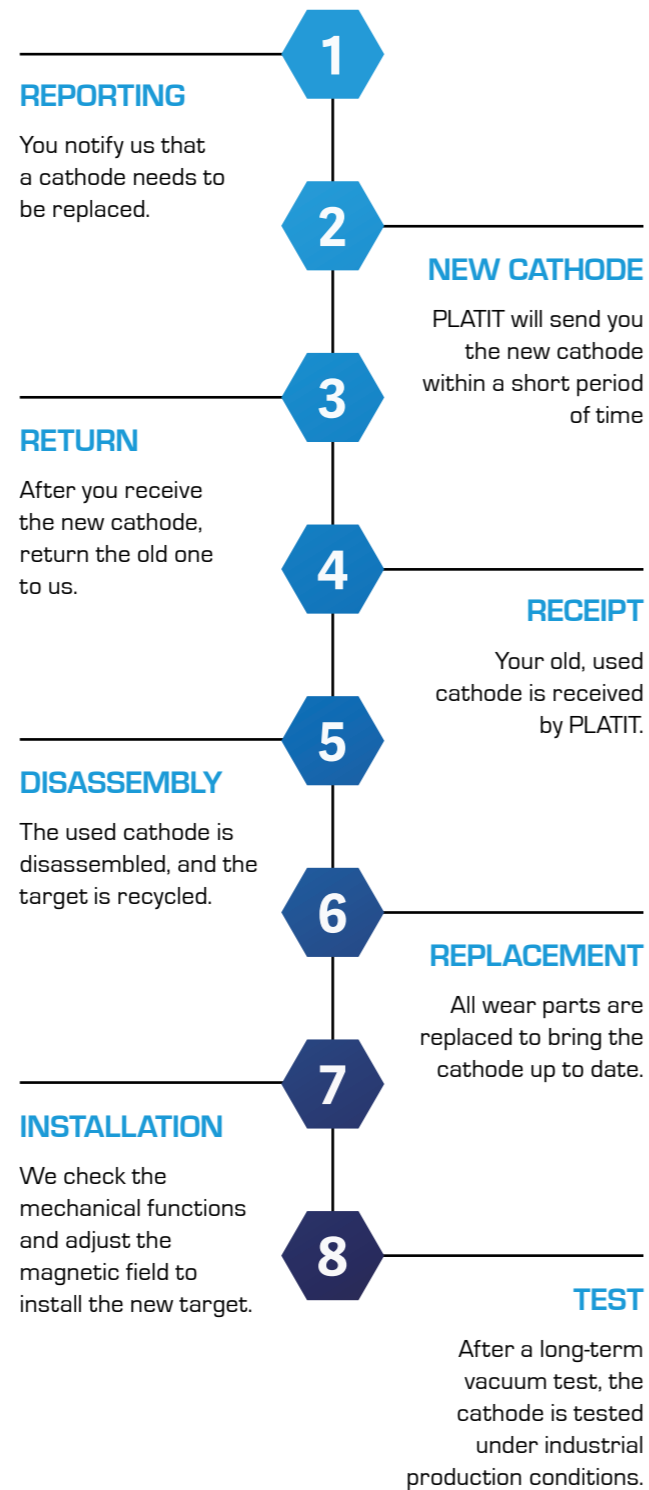 1
REPORTING
You notify us that
a cathode needs to
be replaced.
2
NEW CATHODE
PLATIT will send you
the new cathode
within a short period
of time
3
RETURN
After you receive
the new cathode,
return the old one
to us.
4
RECEIPT
Your old, used
cathode is received
by PLATIT.
5
DISASSEMBLY
The used cathode is
disassembled, and the
target is recycled.
6
REPLACEMENT
All wear parts are
replaced to bring the
cathode up to date.
7
INSTALLATION
We check the
mechanical functions
and adjust the
magnetic field to
install the new target.
8
TEST
After a long-term
vacuum test, the
cathode is tested
under industrial
production conditions.